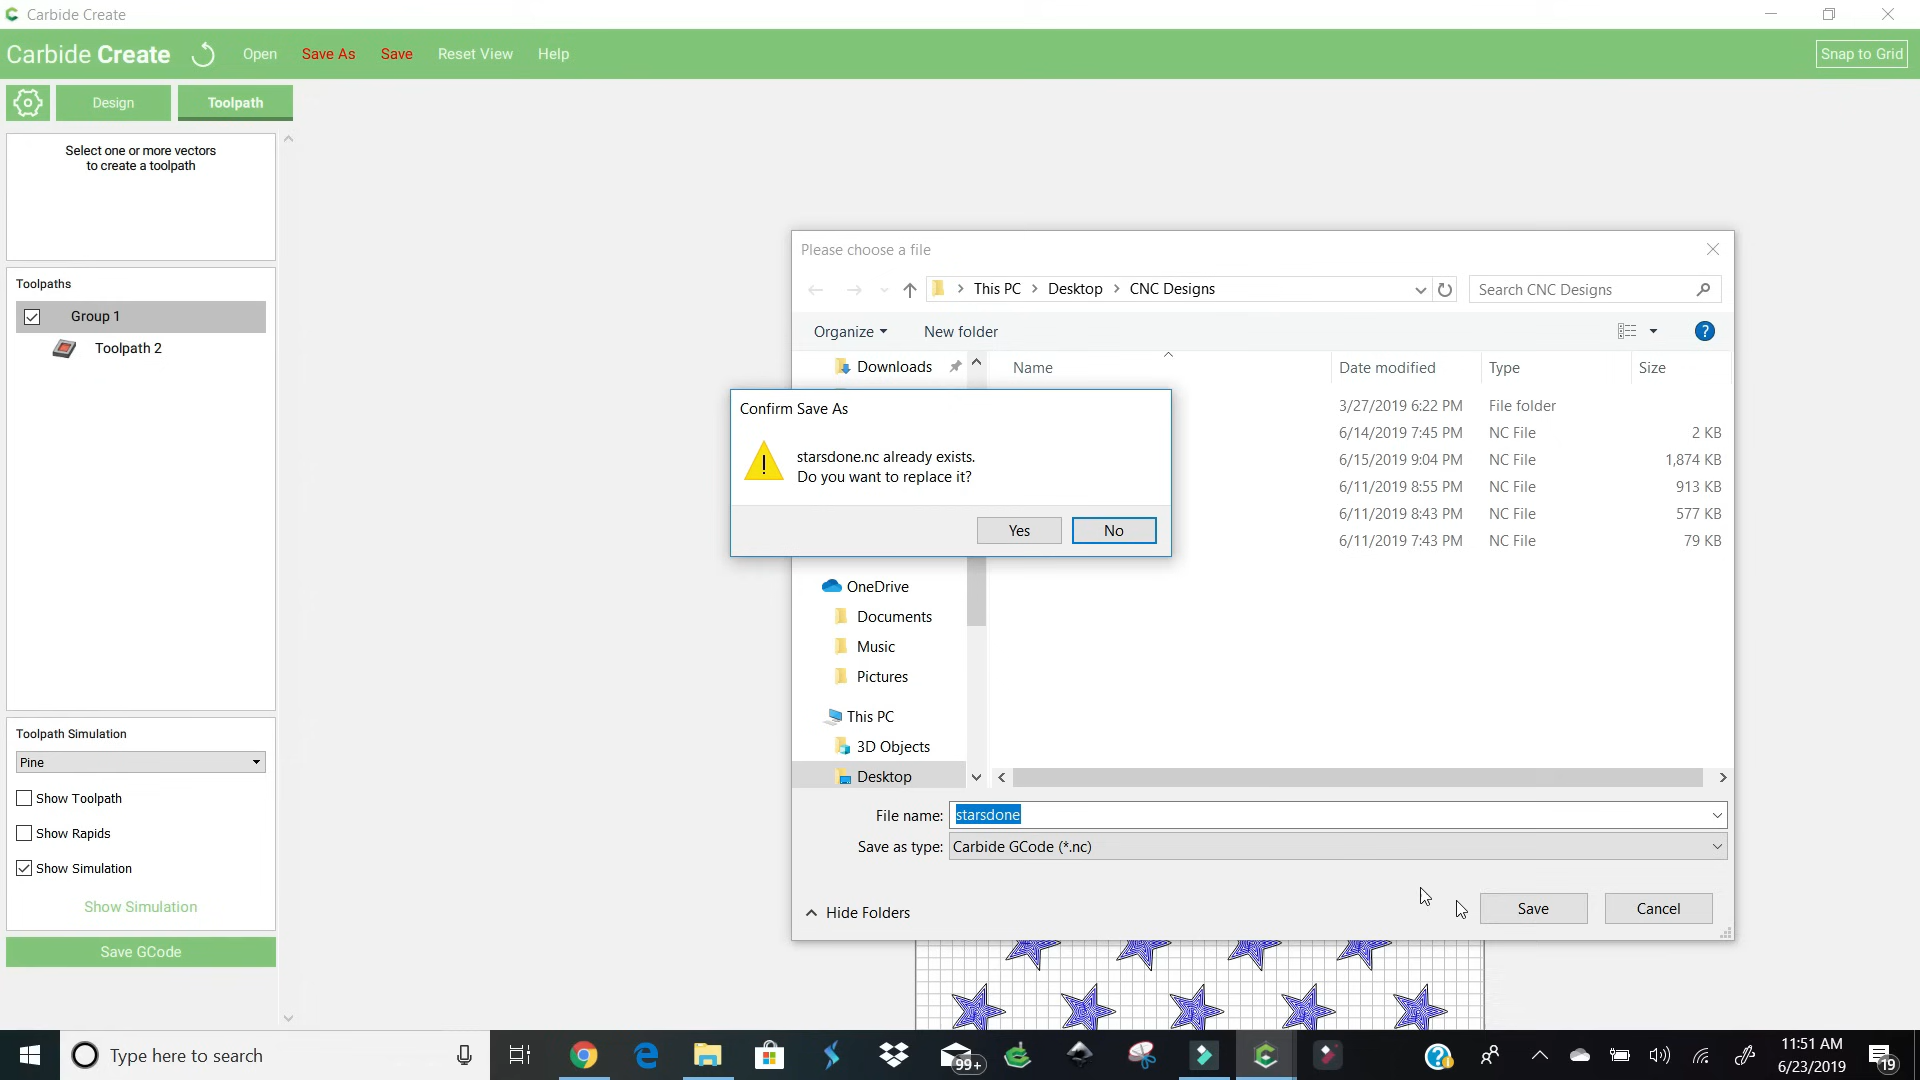 Carbide Create
Carbide Create Open Save As Save Reset View Help Snap to Grid
Design Toolpath
Select one or more vectors
to create a toolpath
Toolpaths
Group 1
Toolpath 2
Toolpath Simulation
Pine
Show Toolpath
Show Rapids
Show Simulation
Show Simulation
Save GCode
Please choose a file
This PC > Desktop > CNC Designs Search CNC Designs
Organize New folder
Downloads Name Date modified Type Size
3/27/2019 6:22 PM File folder
6/14/2019 7:45 PM NC File 2 KB
6/15/2019 9:04 PM NC File 1,874 KB
6/11/2019 8:55 PM NC File 913 KB
6/11/2019 8:43 PM NC File 577 KB
6/11/2019 7:43 PM NC File 79 KB
Confirm Save As
starsdone.nc already exists.
Do you want to replace it?
Yes No
OneDrive
Documents
Music
Pictures
This PC
3D Objects
Desktop
File name: starsdone
Save as type: Carbide GCode (*.nc)
Hide Folders Save Cancel
Type here to search 99+ 11:51 AM
6/23/2019 19